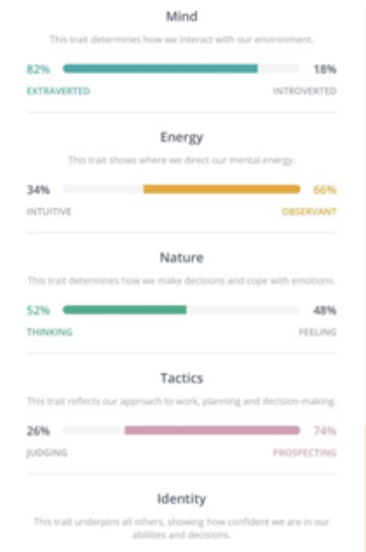 Mind
This trait determines how we interact with our environment.
82% 18%
EXTRAVERTED INTROVERTED
Energy
This trait shows where we direct our mental energy.
34% 66%
INTUITIVE OBSERVANT
Nature
This trait determines how we make decisions and cope with emotions.
52% 48%
THINKING FEELING
Tactics
This trait reflects our approach to work, planning and decision-making.
26% 74%
JUDGING PROSPECTING
Identity
This trait underpins all others, showing how confident we are in our
abilities and decisions.